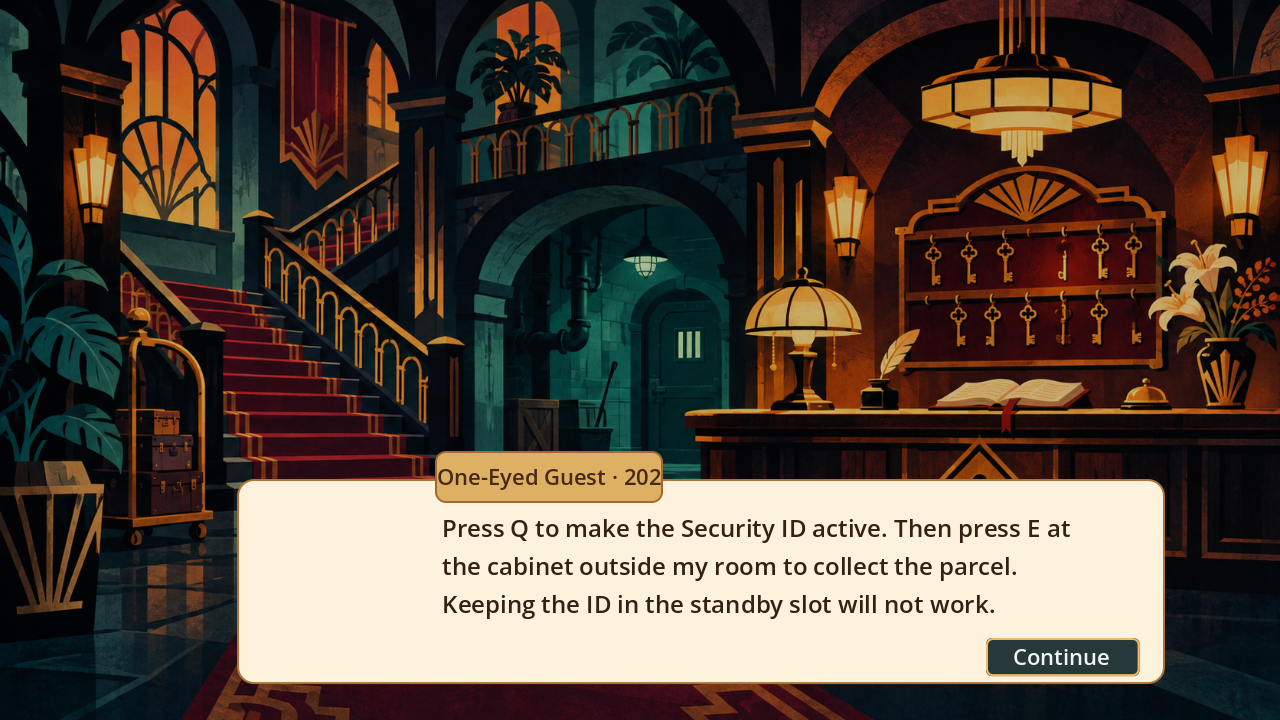 One-Eyed Guest · 202
Press Q to make the Security ID active. Then press E at
the cabinet outside my room to collect the parcel.
Keeping the ID in the standby slot will not work.
Continue